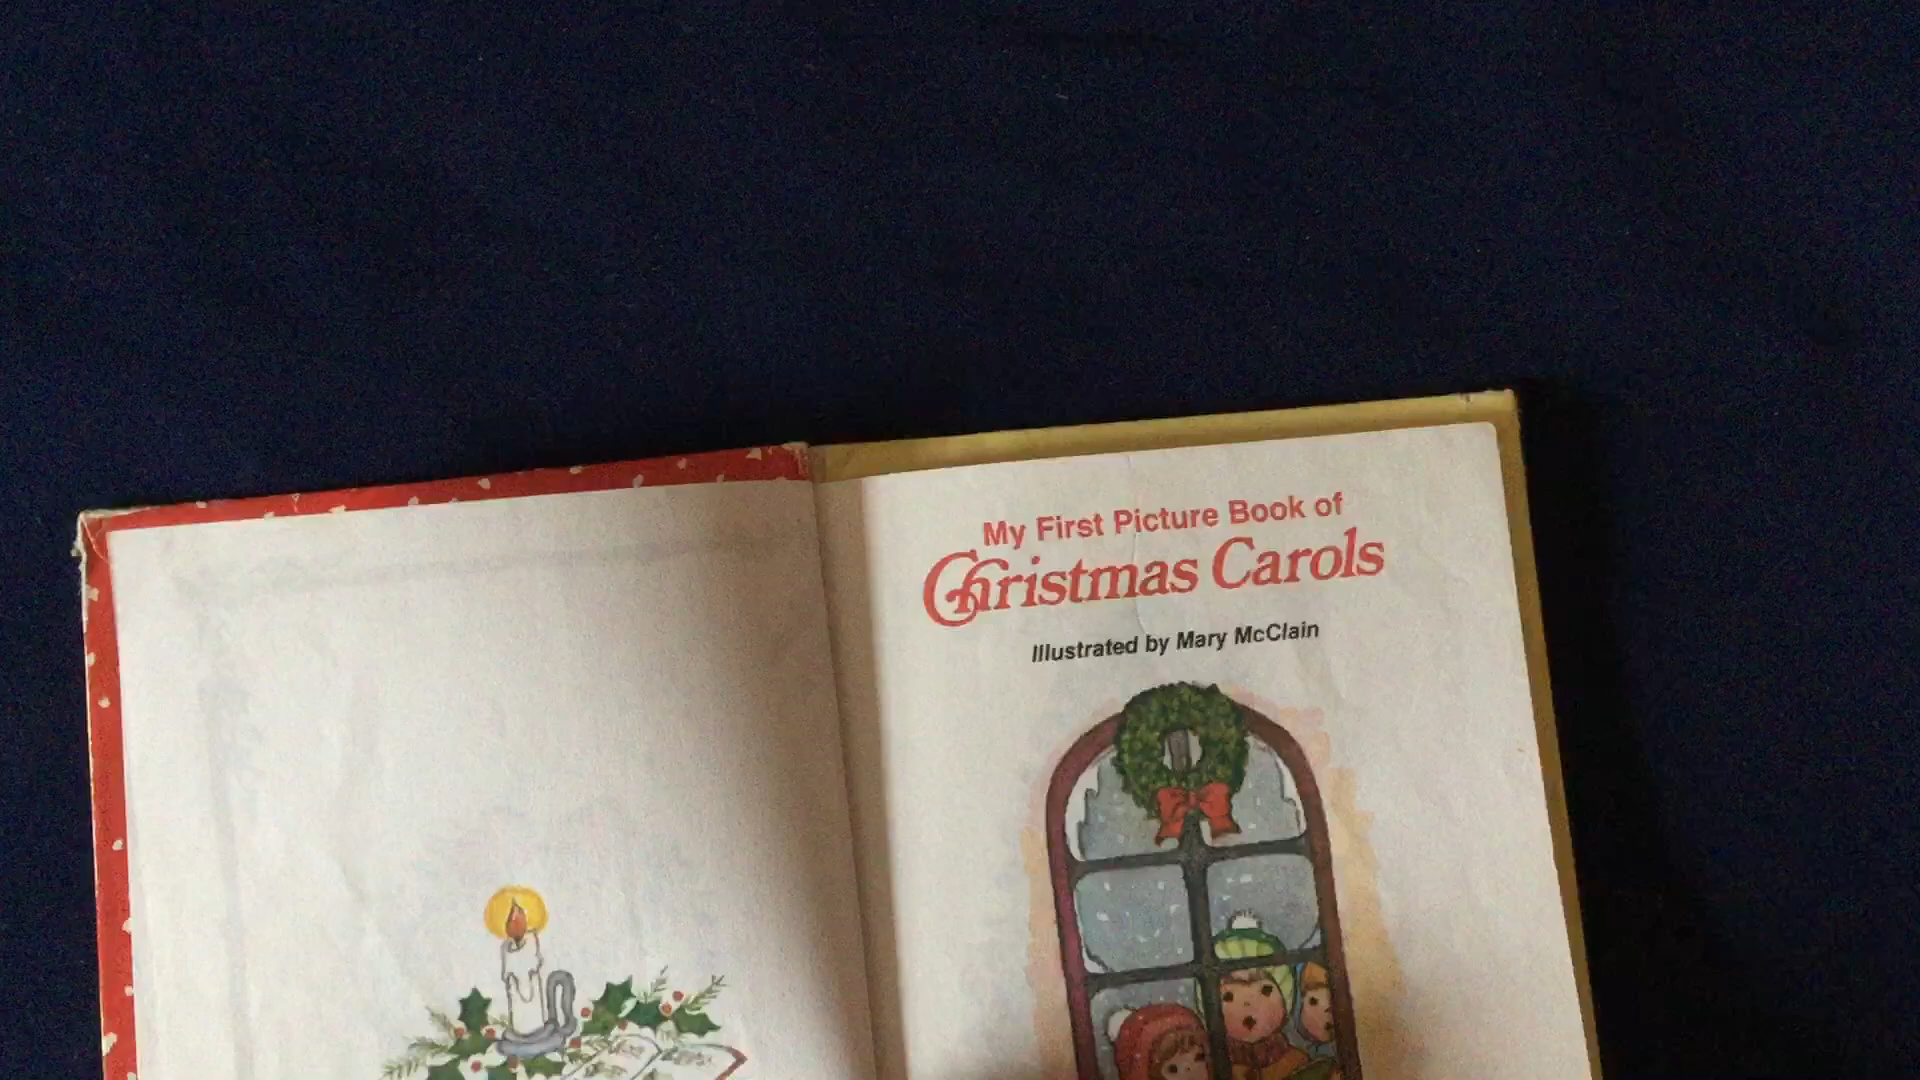 My First Picture Book of
Christmas Carols
Illustrated by Mary McClain